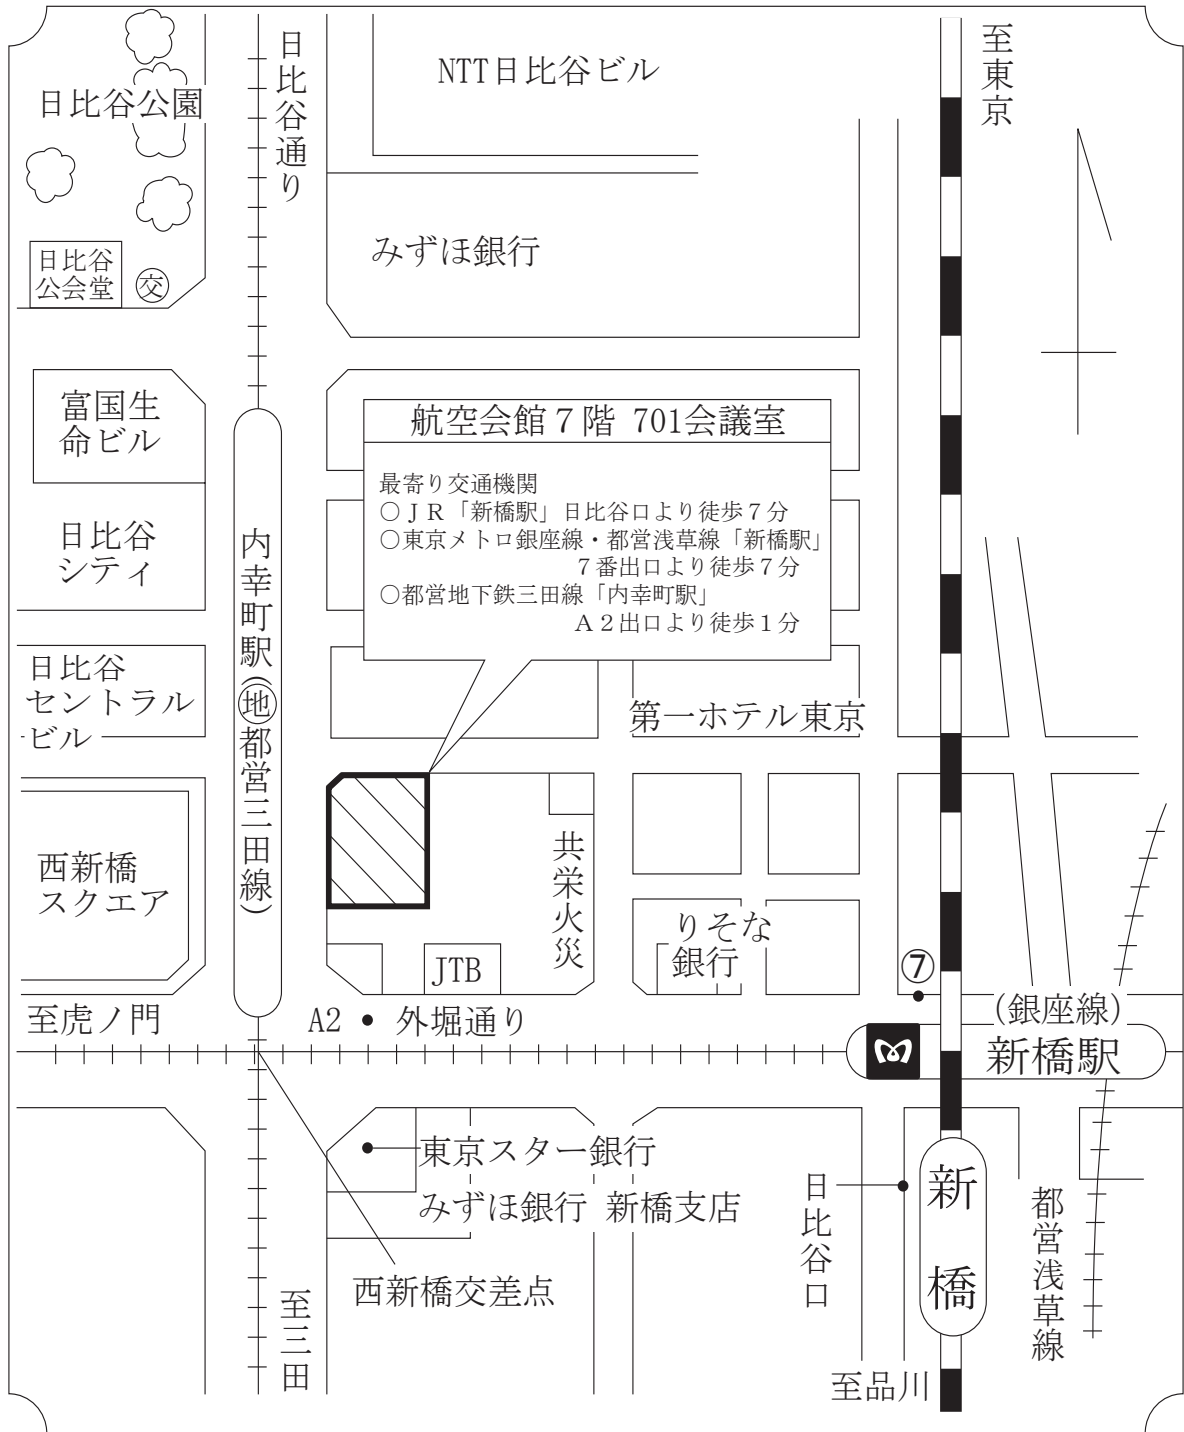 日比谷公園
日比谷通り
NTT日比谷ビル
至東京
日比谷
公会堂
交
みずほ銀行
富国生
命ビル
航空会館７階 701会議室
最寄り交通機関
○ＪＲ「新橋駅」日比谷口より徒歩７分
○東京メトロ銀座線・都営浅草線「新橋駅」
７番出口より徒歩７分
○都営地下鉄三田線「内幸町駅」
Ａ２出口より徒歩１分
日比谷
シティ
内幸町駅(地都営三田線)
日比谷
セントラル
ビル
第一ホテル東京
西新橋
スクエア
共栄火災
りそな
銀行
JTB
⑦
至虎ノ門
A2 • 外堀通り
(銀座線)
新橋駅
東京スター銀行
みずほ銀行 新橋支店
西新橋交差点
至三田
日比谷口
新橋
都営浅草線
至品川